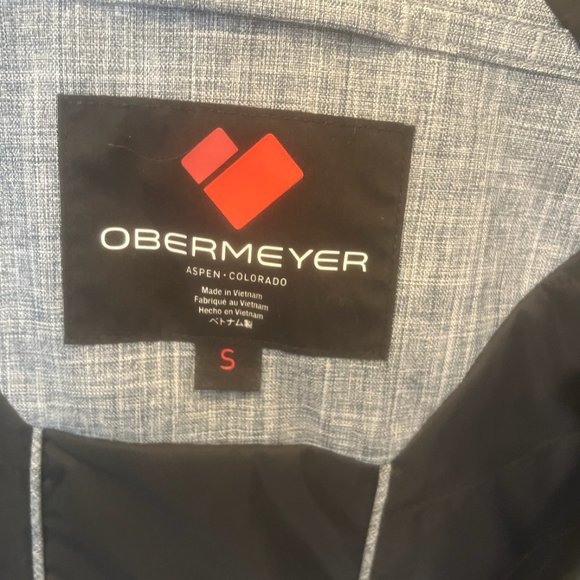 OBERMEYER
ASPEN · COLORADO
Made in Vietnam
Fabriqué au Vietnam
Hecho en Vietnam
ベトナム製
S